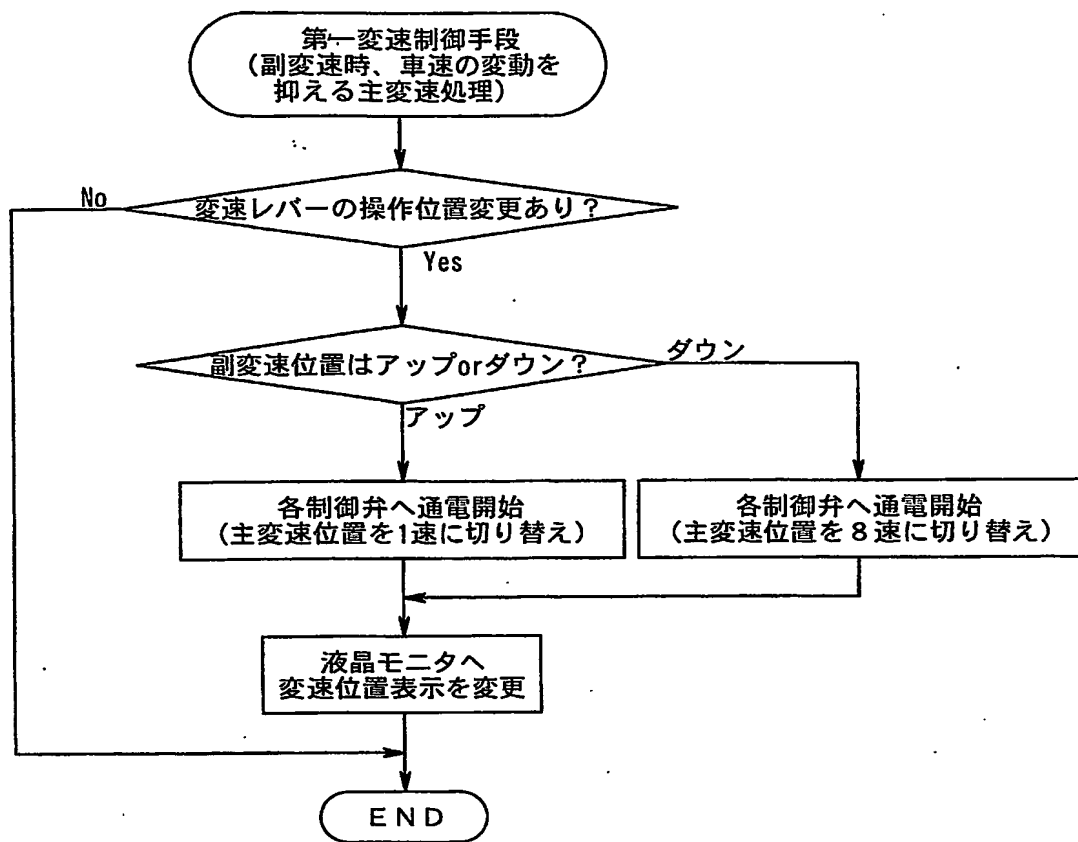 第一変速制御手段
(副変速時、車速の変動を
抑える主変速処理)
No
変速レバーの操作位置変更あり?
Yes
副変速位置はアップorダウン?
ダウン
アップ
各制御弁へ通電開始
(主変速位置を1速に切り替え)
各制御弁へ通電開始
(主変速位置を8速に切り替え)
液晶モニタへ
変速位置表示を変更
END